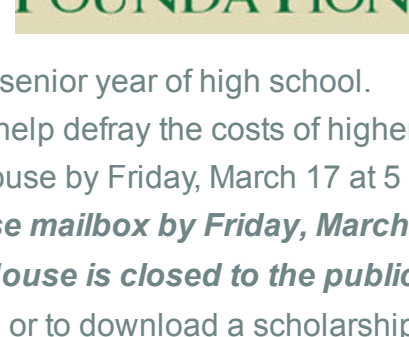 FOUNDATION
senior year of high school.
help defray the costs of higher
ouse by Friday, March 17 at 5
se mailbox by Friday, March
House is closed to the public
or to download a scholarship